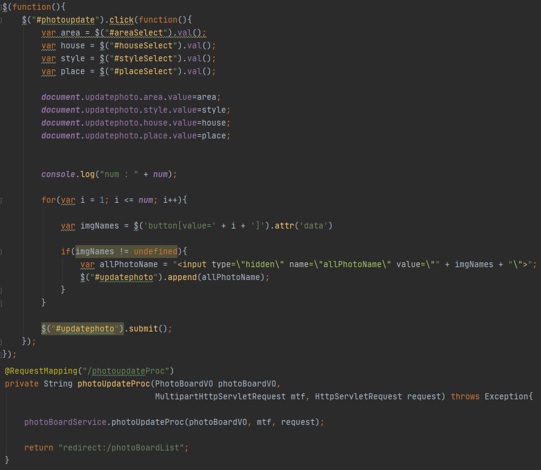 $(function(){
$("#photoupdate").click(function(){
var area = $("#areaSelect").val();
var house = $("#houseSelect").val();
var style = $("#styleSelect").val();
var place = $("#placeSelect").val();
document.updatephoto.area.value=area;
document.updatephoto.style.value=style;
document.updatephoto.house.value=house;
document.updatephoto.place.value=place;
console.log("num : " + num);
for(var i = 1; i <= num; i++){
var imgNames = $('button[value=' + i + ']').attr('data')
if(imgNames != undefined){
var allPhotoName = "<input type=\"hidden\" name=\"allPhotoName\" value=\"" + imgNames + "\">";
$("#updatephoto").append(allPhotoName);
}
}
$("#updatephoto").submit();
});
});
@RequestMapping("/photoupdateProc")
private String photoUpdateProc(PhotoBoardVO photoBoardVO,
MultipartHttpServletRequest mtf, HttpServletRequest request) throws Exception{
photoBoardService.photoUpdateProc(photoBoardVO, mtf, request);
return "redirect:/photoBoardList";
}